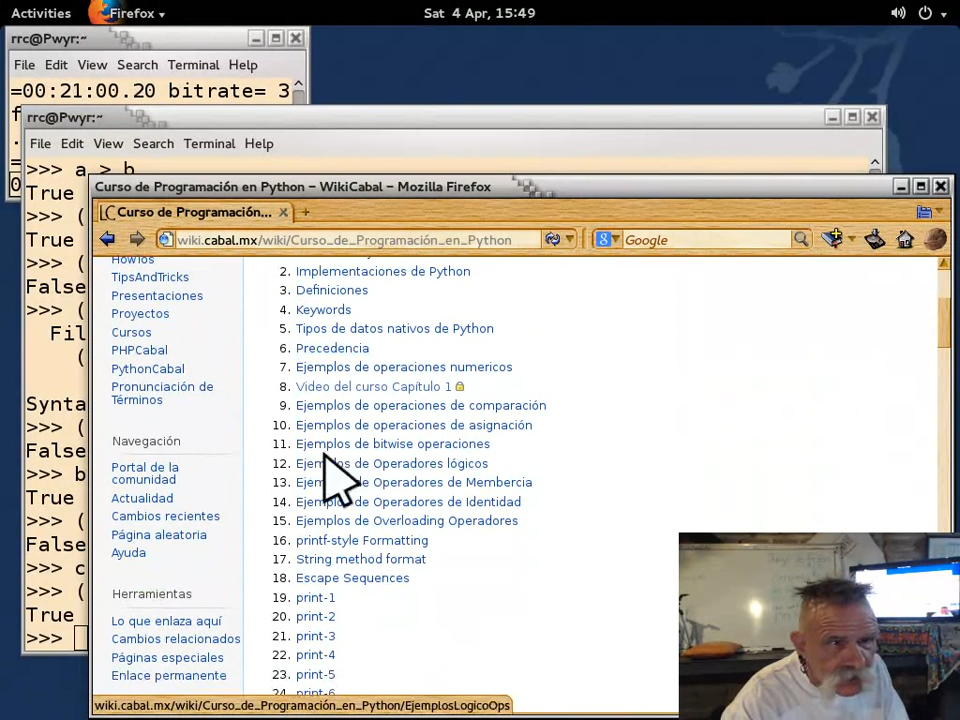 Activities
Firefox
Sat 4 Apr, 15:49
rrc@Pwyr:~
File Edit View Search Terminal Help
=00:21:00.20 bitrate= 3
f
.
=
0
rrc@Pwyr:~
File Edit View Search Terminal Help
>>> a > b
True
>>> (
True
>>> (
False
>>> (
Fil
(
Synta
>>> (
False
>>> b
True
>>> (
False
>>> c
>>> (
True
>>>
Curso de Programación en Python – WikiCabal – Mozilla Firefox
Curso de Programación...
wiki.cabal.mx/wiki/Curso_de_Programación_en_Python
Google
HowTos
TipsAndTricks
Presentaciones
Proyectos
Cursos
PHPCabal
PythonCabal
Pronunciación de
Términos
Navegación
Portal de la
comunidad
Actualidad
Cambios recientes
Página aleatoria
Ayuda
Herramientas
Lo que enlaza aquí
Cambios relacionados
Páginas especiales
Enlace permanente
2. Implementaciones de Python
3. Definiciones
4. Keywords
5. Tipos de datos nativos de Python
6. Precedencia
7. Ejemplos de operaciones numericos
8. Video del curso Capítulo 1
9. Ejemplos de operaciones de comparación
10. Ejemplos de operaciones de asignación
11. Ejemplos de bitwise operaciones
12. Ejemplos de Operadores lógicos
13. Ejem de Operadores de Membercia
14. Ejem de Operadores de Identidad
15. Ejemplos de Overloading Operadores
16. printf-style Formatting
17. String method format
18. Escape Sequences
19. print-1
20. print-2
21. print-3
22. print-4
23. print-5
24. print-6
wiki.cabal.mx/wiki/Curso_de_Programación_en_Python/EjemplosLogicoOps